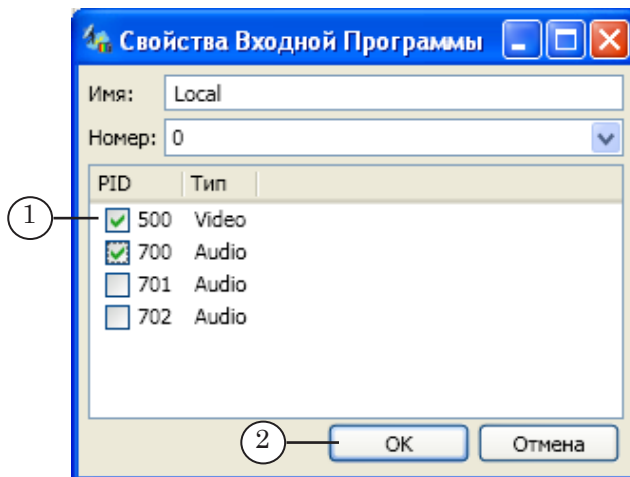 Свойства Входной Программы
Имя: Local
Номер: 0
PID Тип
1 500 Video
700 Audio
701 Audio
702 Audio
2 OK Отмена